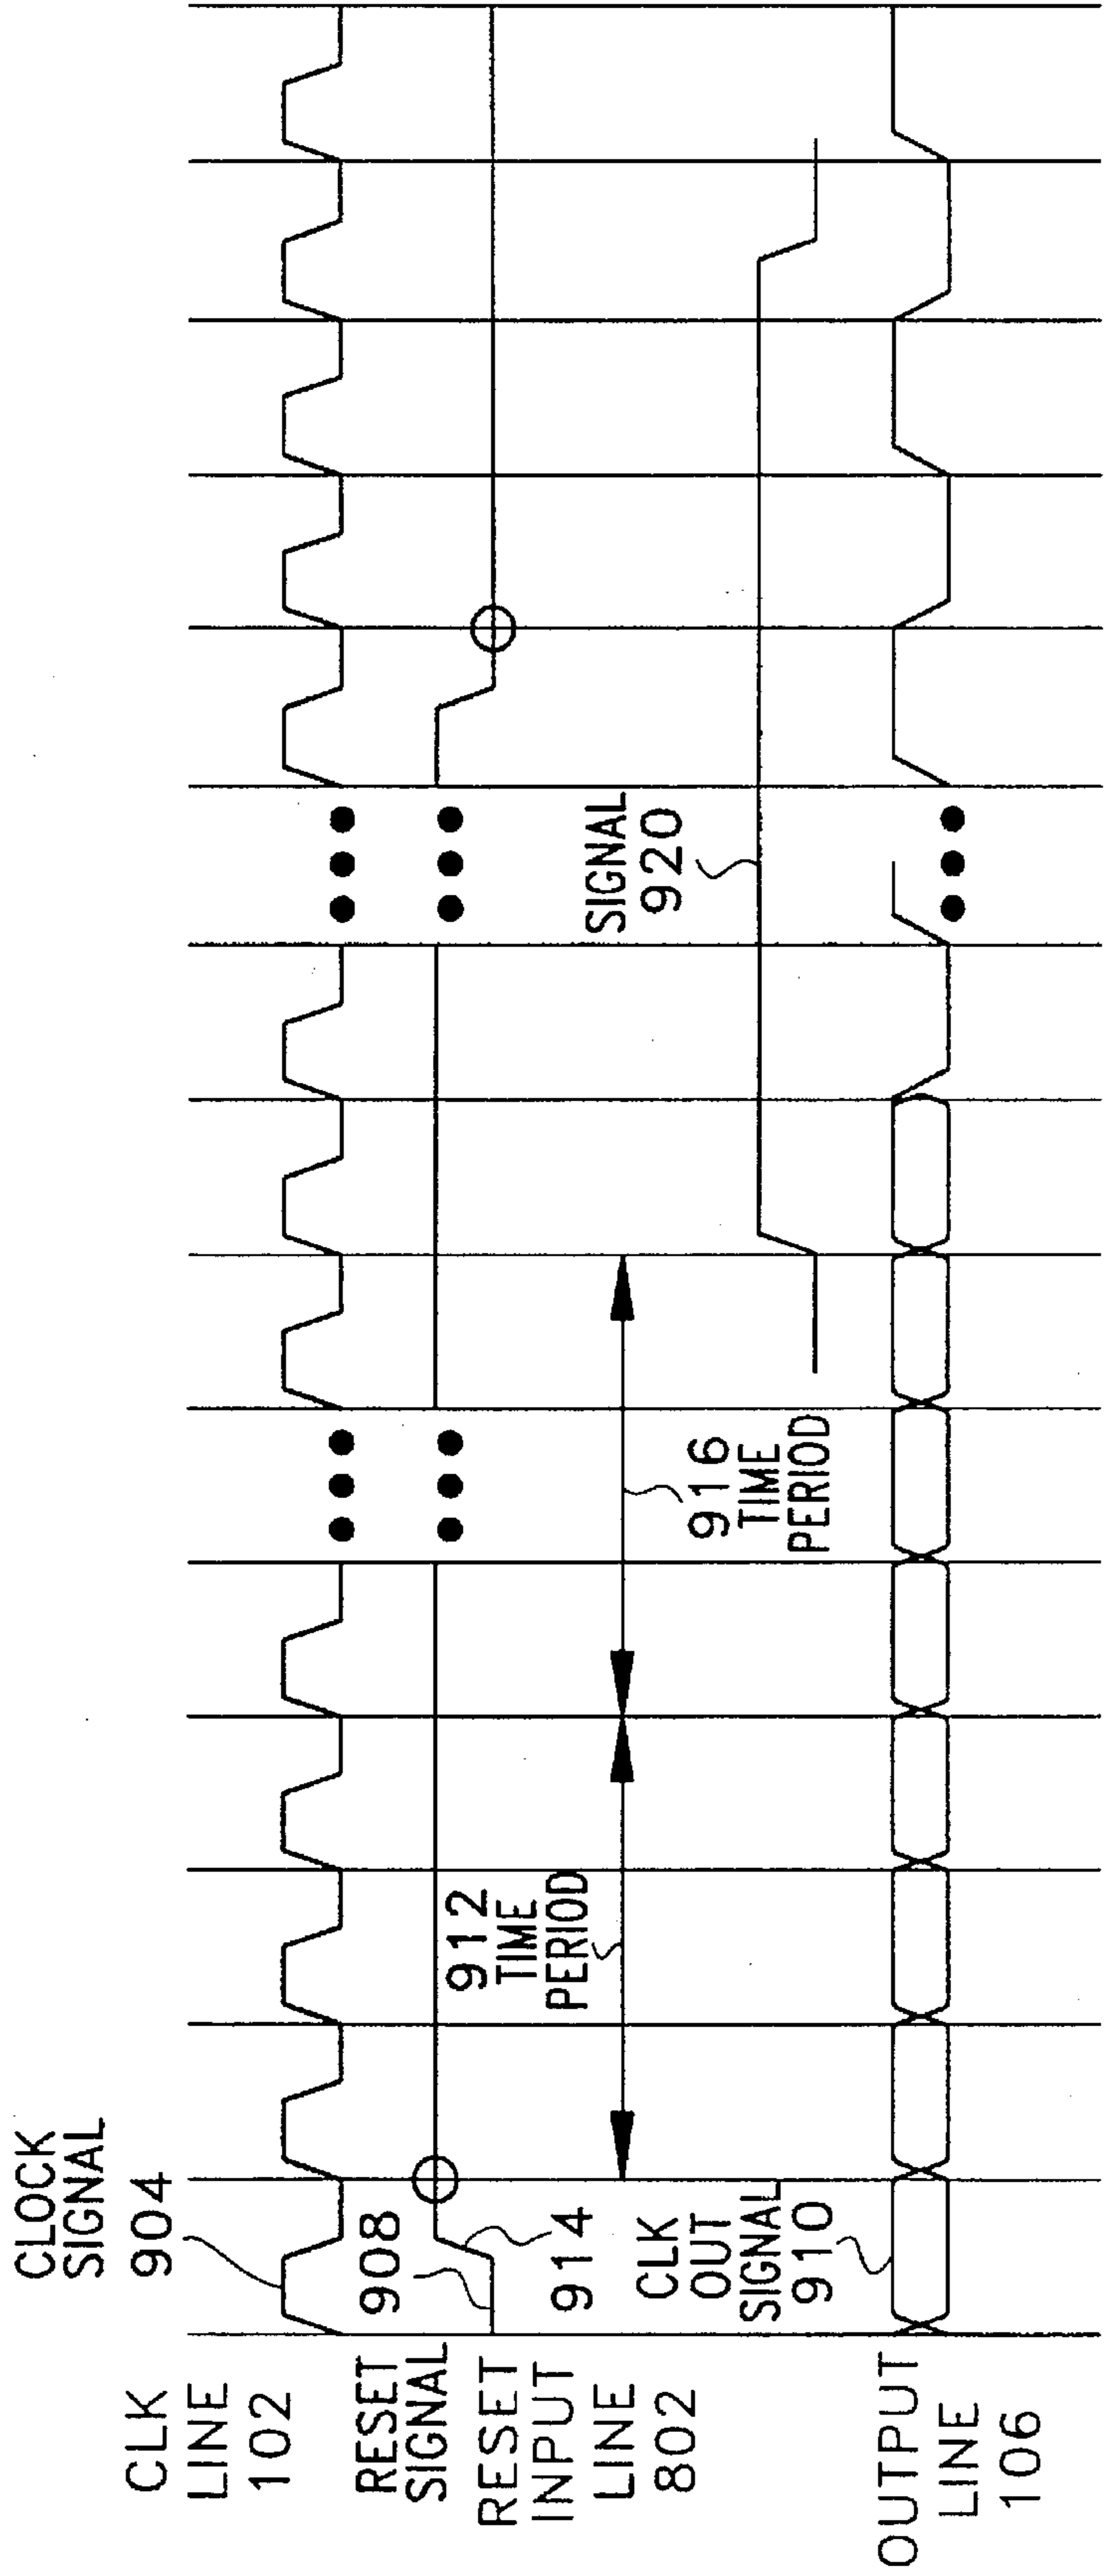 CLOCK
SIGNAL
904
CLK
LINE
102
908
RESET
SIGNAL
914
RESET
INPUT
LINE
802
912
TIME
PERIOD
916
TIME
PERIOD
SIGNAL
920
CLK
OUT
SIGNAL
910
OUTPUT
LINE
106